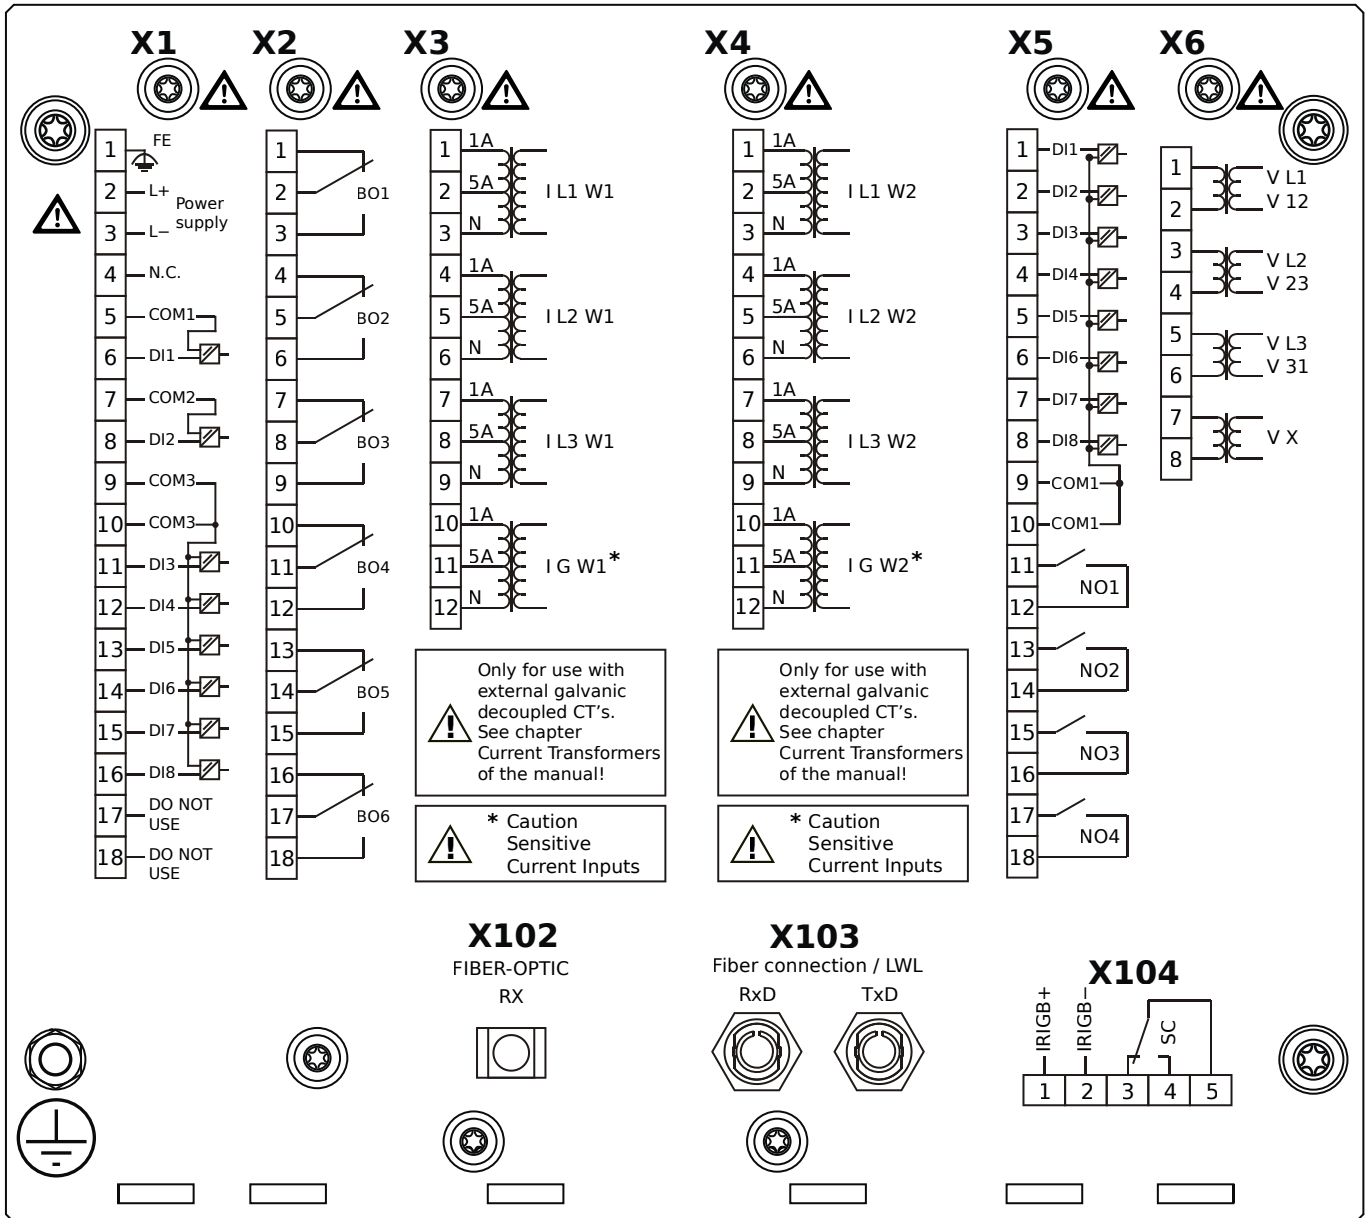 X1
X2
X3
X4
X5
X6
1
FE
2
L+
Power
supply
3
L−
4
N.C.
5
COM1
6
DI1
7
COM2
8
DI2
9
COM3
10
COM3
11
DI3
12
DI4
13
DI5
14
DI6
15
DI7
16
DI8
17
DO NOT
USE
18
DO NOT
USE
1
2
BO1
3
4
5
BO2
6
7
8
BO3
9
10
11
BO4
12
13
14
BO5
15
16
17
BO6
18
1
1A
2
5A
I L1 W1
3
N
4
1A
5
5A
I L2 W1
6
N
7
1A
8
5A
I L3 W1
9
N
10
1A
11
5A
I G W1*
12
N
Only for use with
external galvanic
decoupled CT’s.
See chapter
Current Transformers
of the manual!
* Caution
Sensitive
Current Inputs
1
1A
2
5A
I L1 W2
3
N
4
1A
5
5A
I L2 W2
6
N
7
1A
8
5A
I L3 W2
9
N
10
1A
11
5A
I G W2*
12
N
Only for use with
external galvanic
decoupled CT’s.
See chapter
Current Transformers
of the manual!
* Caution
Sensitive
Current Inputs
1
DI1
2
DI2
3
DI3
4
DI4
5
DI5
6
DI6
7
DI7
8
DI8
9
COM1
10
COM1
11
NO1
12
13
NO2
14
15
NO3
16
17
NO4
18
1
V L1
2
V 12
3
V L2
4
V 23
5
V L3
6
V 31
7
V X
8
X102
FIBER-OPTIC
RX
X103
Fiber connection / LWL
RxD
TxD
X104
IRIGB+
IRIGB−
SC
1
2
3
4
5